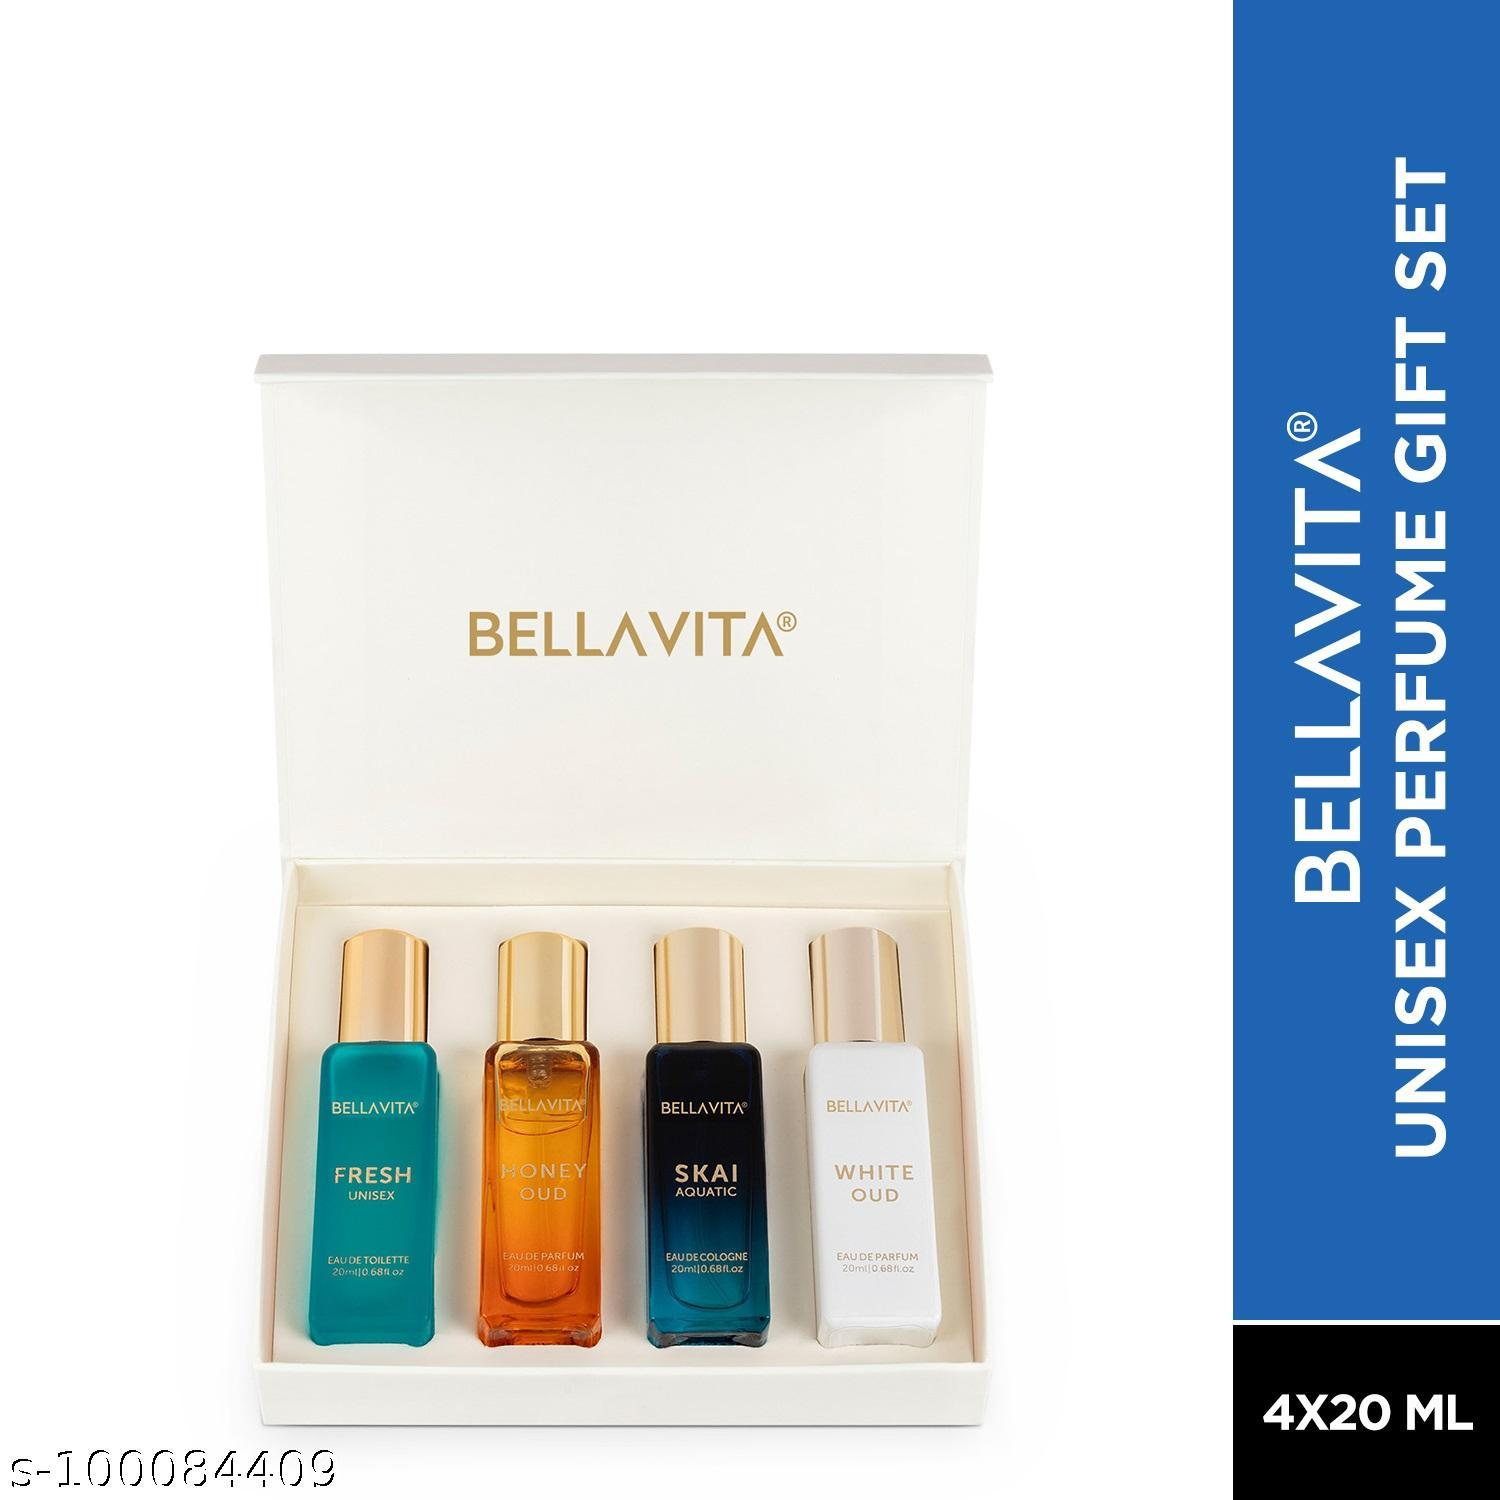 BELLAVITA®
BELLAVITA®
FRESH
UNISEX
EAU DE TOILETTE
20ml|0.68fl.oz
BELLAVITA®
HONEY
OUD
EAU DE PARFUM
20ml|0.68fl.oz
BELLAVITA®
SKAI
AQUATIC
EAU DE COLOGNE
20ml|0.68fl.oz
BELLAVITA®
WHITE
OUD
EAU DE PARFUM
20ml|0.68fl.oz
BELLAVITA®
UNISEX PERFUME GIFT SET
4X20 ML
s-100084409